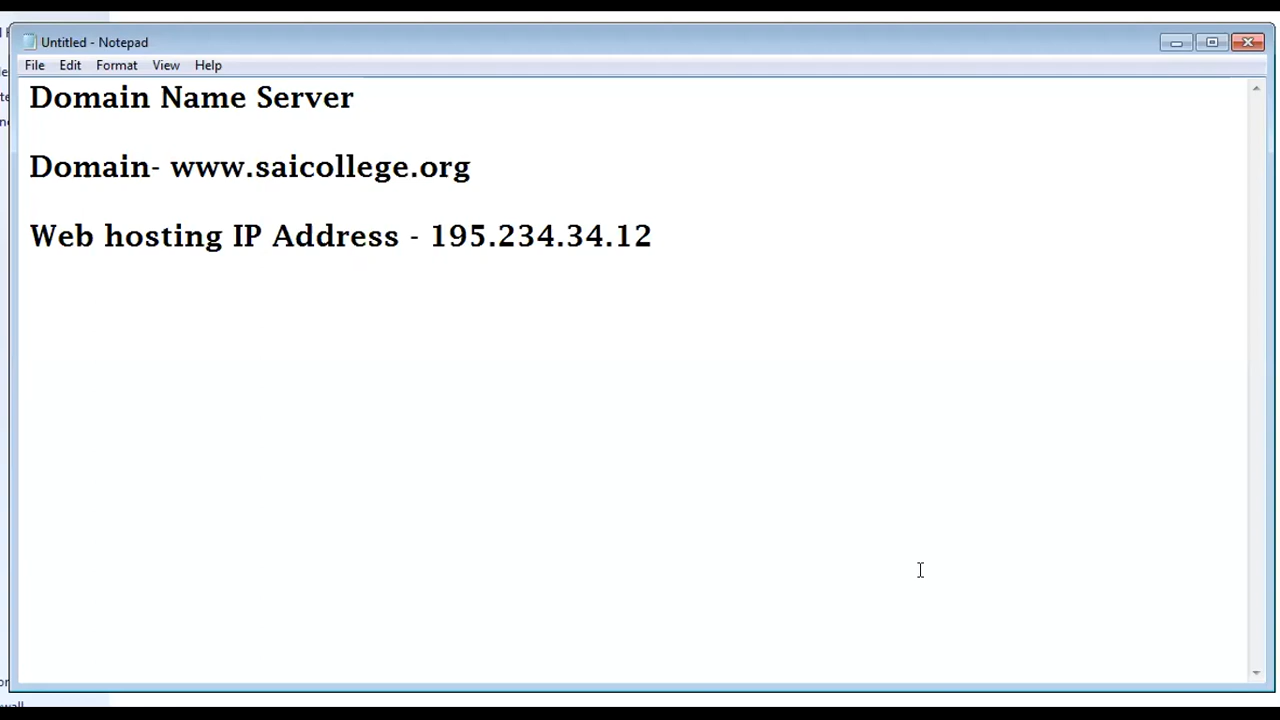 Untitled - Notepad
File Edit Format View Help
Domain Name Server
Domain- www.saicollege.org
Web hosting IP Address - 195.234.34.12